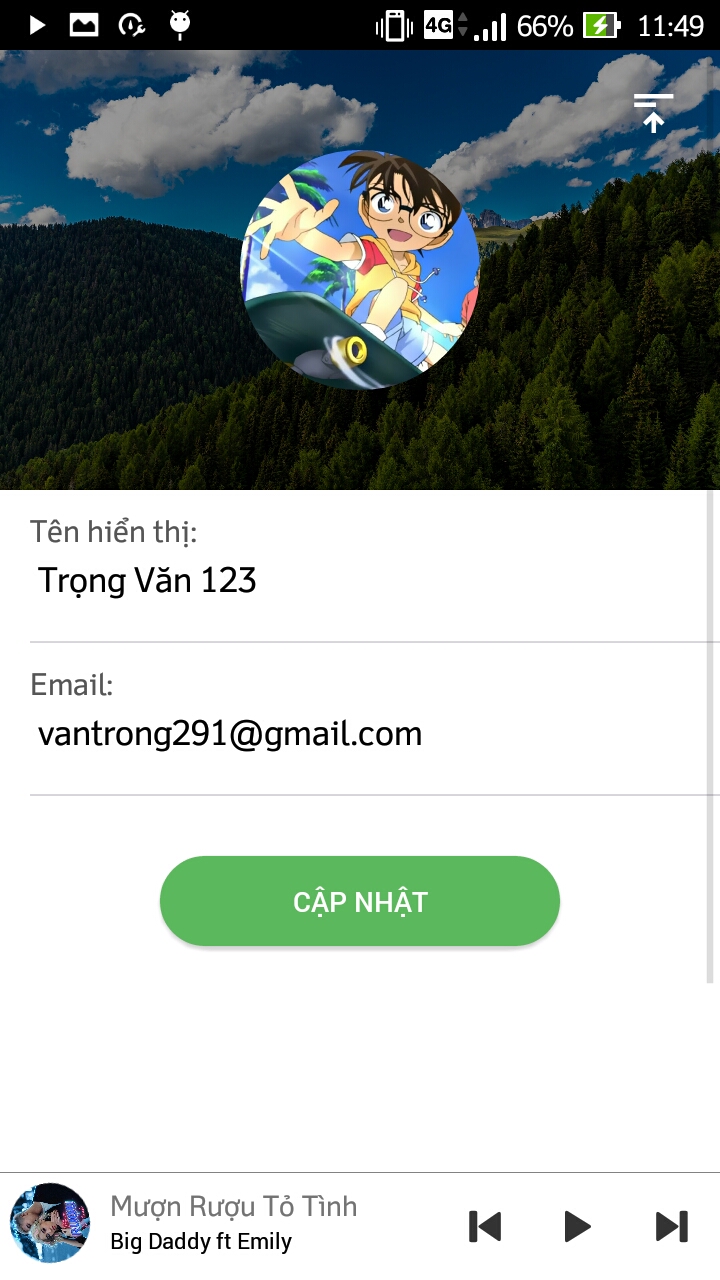 4G 66% 11:49
Tên hiển thị:
Trọng Văn 123
Email:
vantrong291@gmail.com
CẬP NHẬT
Mượn Rượu Tỏ Tình
Big Daddy ft Emily